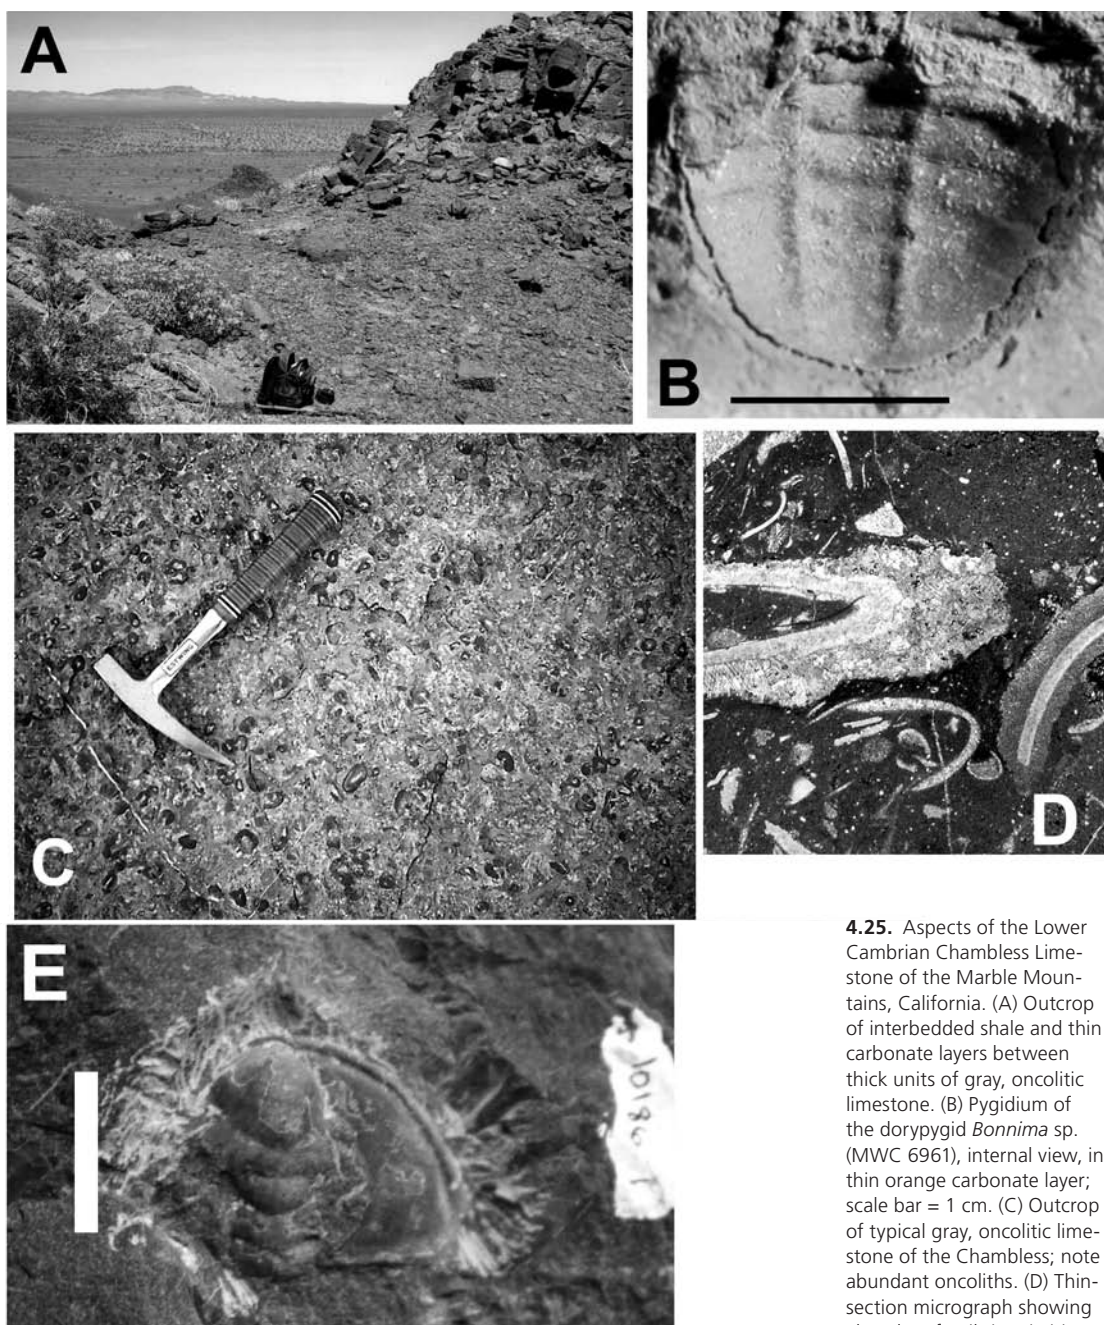 A
B
C
ESTWING
D
E
10186 T
4.25. Aspects of the Lower
Cambrian Chambless Lime-
stone of the Marble Moun-
tains, California. (A) Outcrop
of interbedded shale and thin
carbonate layers between
thick units of gray, oncolitic
limestone. (B) Pygidium of
the dorypygid Bonnima sp.
(MWC 6961), internal view, in
thin orange carbonate layer;
scale bar = 1 cm. (C) Outcrop
of typical gray, oncolitic lime-
stone of the Chambless; note
abundant oncoliths. (D) Thin-
section micrograph showing